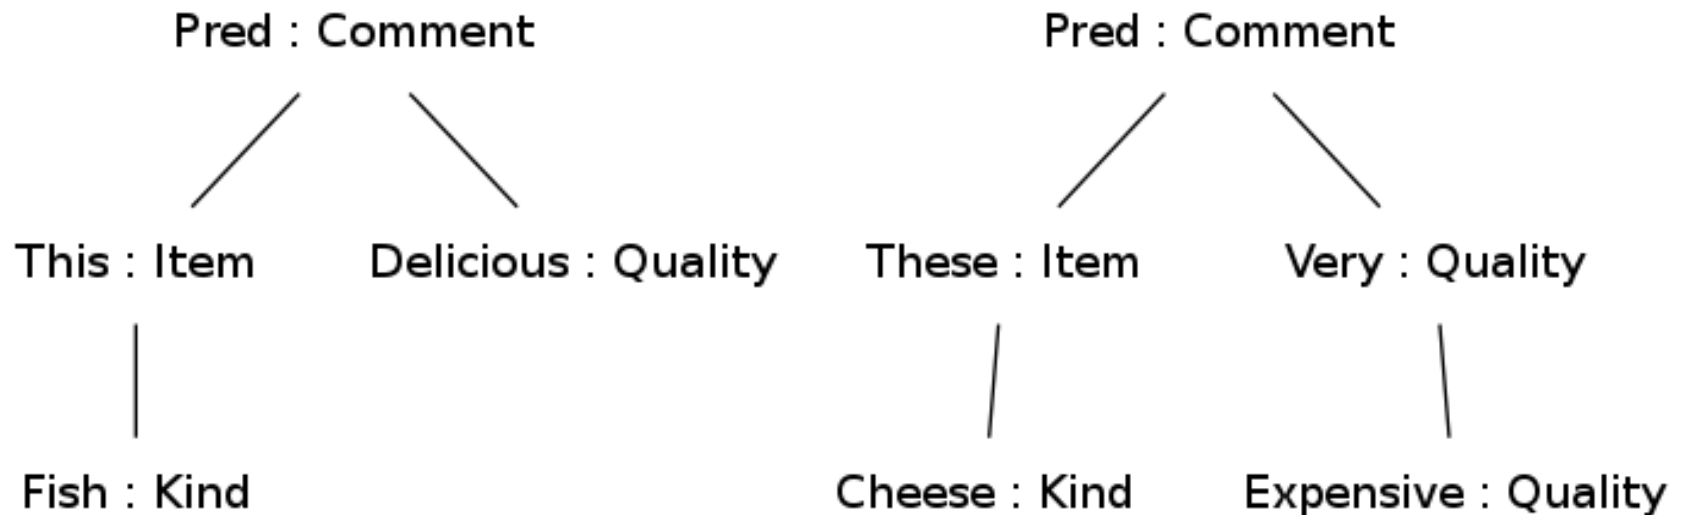 Pred : Comment Pred : Comment
This : Item Delicious : Quality These : Item Very : Quality
Fish : Kind Cheese : Kind Expensive : Quality